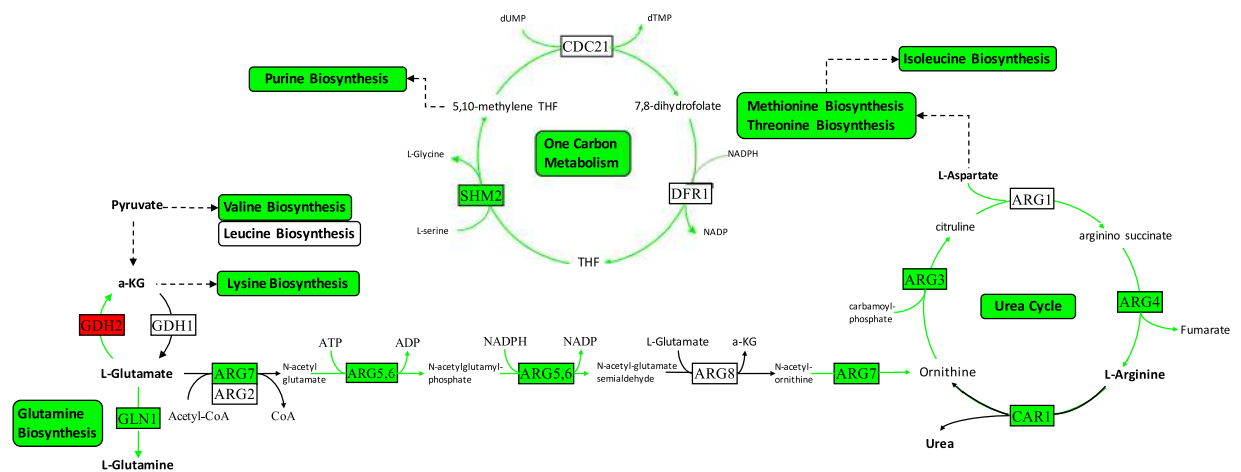 dUMP
dTMP
CDC21
Isoleucine Biosynthesis
Purine Biosynthesis
5,10-methylene THF
7,8-dihydrofolate
Methionine Biosynthesis
Threonine Biosynthesis
One Carbon
Metabolism
L-Glycine
NADPH
L-Aspartate
SHM2
DFR1
ARG1
Pyruvate
Valine Biosynthesis
Leucine Biosynthesis
L-serine
NADP
citruline
arginino succinate
THF
a-KG
Lysine Biosynthesis
ARG3
ARG4
Urea Cycle
carbamoyl-
phosphate
GDH2
GDH1
Fumarate
ATP
ADP
NADPH
NADP
L-Glutamate
a-KG
L-Glutamate
ARG7
ARG2
N-acetyl
glutamate
ARG5,6
N-acetylglutamyl-
phosphate
ARG5,6
N-acetyl-glutamate
semialdehyde
ARG8
N-acetyl-
ornithine
ARG7
Ornithine
L-Arginine
Glutamine
Biosynthesis
GLN1
Acetyl-CoA
CoA
CAR1
Urea
L-Glutamine